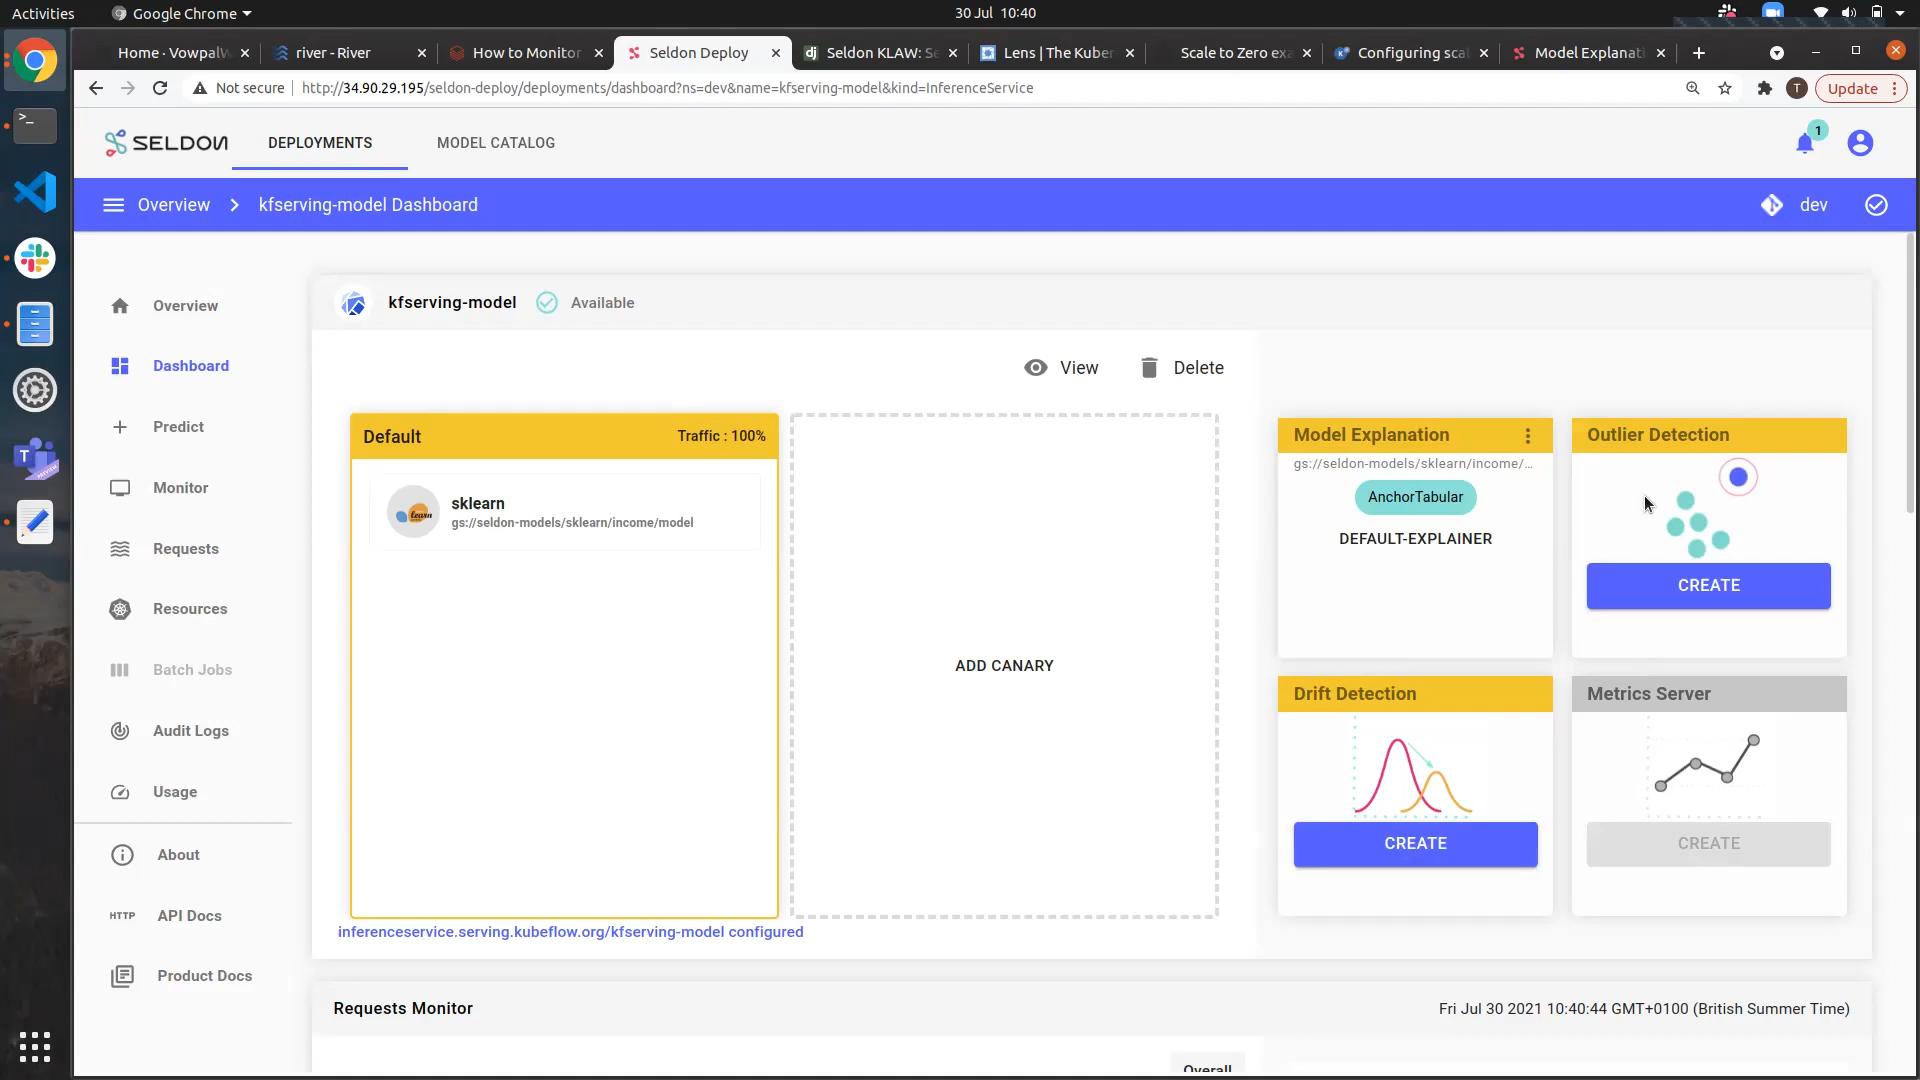 Activities
Google Chrome
30 Jul 10:40
Home · VowpalW
river - River
How to Monitor
Seldon Deploy
Seldon KLAW: Se
Lens | The Kuber
Scale to Zero exa
Configuring scal
Model Explanati
Not secure
http://34.90.29.195/seldon-deploy/deployments/dashboard?ns=dev&name=kfserving-model&kind=InferenceService
T
Update
SELDON
DEPLOYMENTS
MODEL CATALOG
1
Overview
kfserving-model Dashboard
dev
Overview
Dashboard
Predict
Monitor
Requests
Resources
Batch Jobs
Audit Logs
Usage
About
HTTP
API Docs
Product Docs
kfserving-model
Available
View
Delete
Default
Traffic : 100%
learn
sklearn
gs://seldon-models/sklearn/income/model
ADD CANARY
inferenceservice.serving.kubeflow.org/kfserving-model configured
Model Explanation
gs://seldon-models/sklearn/income/...
AnchorTabular
DEFAULT-EXPLAINER
Outlier Detection
CREATE
Drift Detection
CREATE
Metrics Server
CREATE
Requests Monitor
Fri Jul 30 2021 10:40:44 GMT+0100 (British Summer Time)
Overall